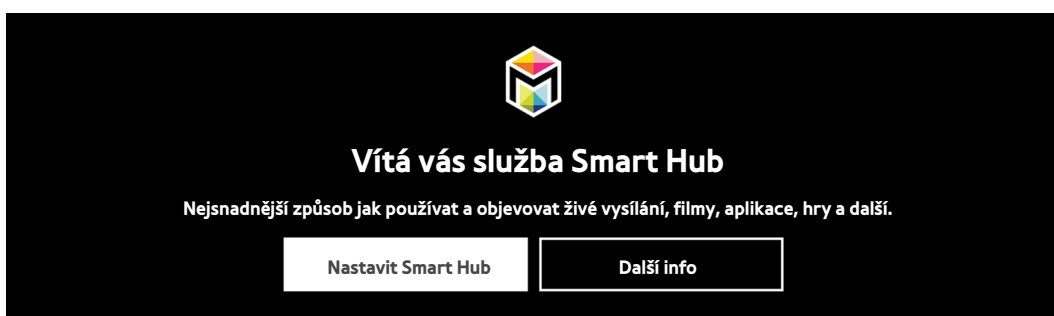 Vítá vás služba Smart Hub
Nejsnadnější způsob jak používat a objevovat živé vysílání, filmy, aplikace, hry a další.
Nastavit Smart Hub
Další info